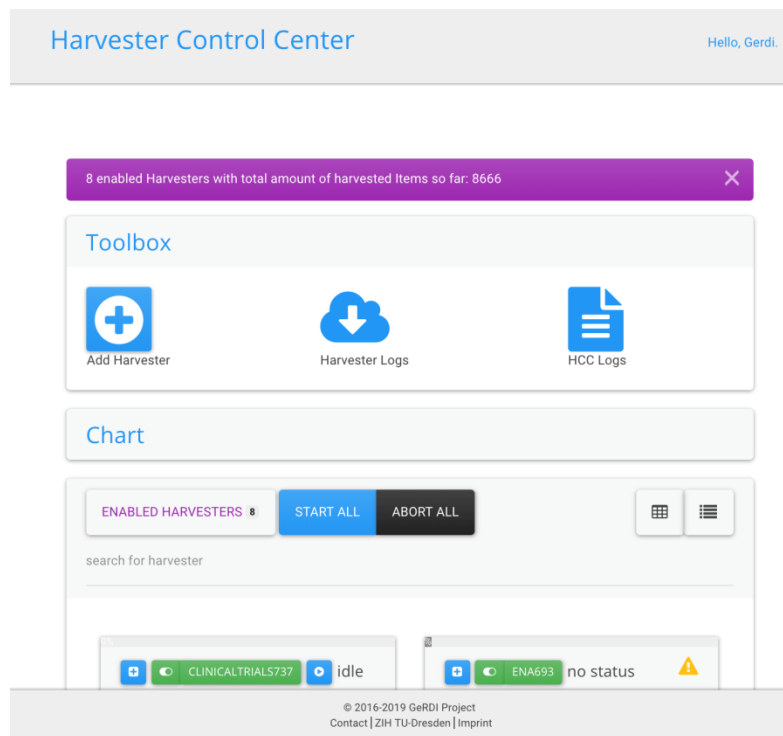 Harvester Control Center
Hello, Gerdi.
8 enabled Harvesters with total amount of harvested Items so far: 8666
Toolbox
Add Harvester
Harvester Logs
HCC Logs
Chart
ENABLED HARVESTERS 8
START ALL
ABORT ALL
search for harvester
CLINICALTRIALS737
idle
ENA693
no status
© 2016-2019 GeRDI Project
Contact | ZIH TU-Dresden | Imprint